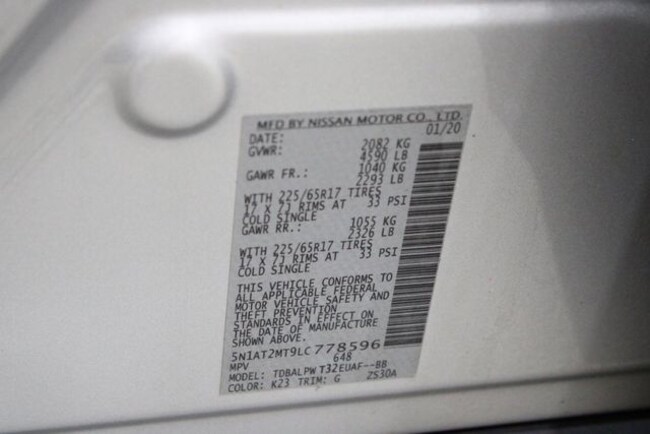 MFD BY NISSAN MOTOR CO., LTD.
DATE: 01/20
GVWR: 2082 KG
4590 LB
GAWR FR.: 1040 KG
2293 LB
WITH 225/65R17 TIRES
17 X 7J RIMS AT 33 PSI
COLD SINGLE
GAWR RR.: 1055 KG
2326 LB
WITH 225/65R17 TIRES
17 X 7J RIMS AT 33 PSI
COLD SINGLE
THIS VEHICLE CONFORMS TO
ALL APPLICABLE FEDERAL
MOTOR VEHICLE SAFETY AND
THEFT PREVENTION
STANDARDS IN EFFECT ON
THE DATE OF MANUFACTURE
SHOWN ABOVE.
5N1AT2MT9LC778596
MPV 648
MODEL: TDBALPWT32EUAF--BB
COLOR: K23 TRIM: G 2S30A